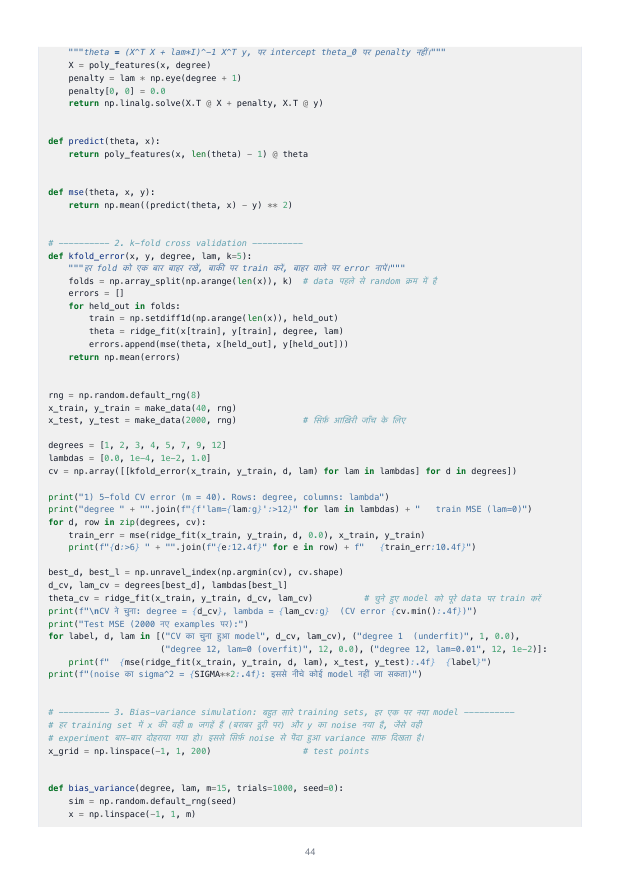 """theta = (X^T X + lam*I)^-1 X^T y, पर intercept theta_0 पर penalty नहीं।"""
    X = poly_features(x, degree)
    penalty = lam * np.eye(degree + 1)
    penalty[0, 0] = 0.0
    return np.linalg.solve(X.T @ X + penalty, X.T @ y)
def predict(theta, x):
    return poly_features(x, len(theta) - 1) @ theta
def mse(theta, x, y):
    return np.mean((predict(theta, x) - y) ** 2)
# ---------- 2. k-fold cross validation ----------
def kfold_error(x, y, degree, lam, k=5):
    """हर fold को एक बार बाहर रखें, बाकी पर train करें, बाहर वाले पर error नापें।"""
    folds = np.array_split(np.arange(len(x)), k)  # data पहले से random क्रम में है
    errors = []
    for held_out in folds:
        train = np.setdiff1d(np.arange(len(x)), held_out)
        theta = ridge_fit(x[train], y[train], degree, lam)
        errors.append(mse(theta, x[held_out], y[held_out]))
    return np.mean(errors)
rng = np.random.default_rng(8)
x_train, y_train = make_data(40, rng)
x_test, y_test = make_data(2000, rng)             # सिर्फ़ आखिरी जाँच के लिए
degrees = [1, 2, 3, 4, 5, 7, 9, 12]
lambdas = [0.0, 1e-4, 1e-2, 1.0]
cv = np.array([[kfold_error(x_train, y_train, d, lam) for lam in lambdas] for d in degrees])
print("1) 5-fold CV error (m = 40). Rows: degree, columns: lambda")
print("degree " + "".join(f"{f'lam={lam:g}':>12}" for lam in lambdas) + "   train MSE (lam=0)")
for d, row in zip(degrees, cv):
    train_err = mse(ridge_fit(x_train, y_train, d, 0.0), x_train, y_train)
    print(f"{d:>6} " + "".join(f"{e:12.4f}" for e in row) + f"   {train_err:10.4f}")
best_d, best_l = np.unravel_index(np.argmin(cv), cv.shape)
d_cv, lam_cv = degrees[best_d], lambdas[best_l]
theta_cv = ridge_fit(x_train, y_train, d_cv, lam_cv)          # चुने हुए model को पूरे data पर train करें
print(f"\nCV ने चुना: degree = {d_cv}, lambda = {lam_cv:g}  (CV error {cv.min():.4f})")
print("Test MSE (2000 नए examples पर):")
for label, d, lam in [("CV का चुना हुआ model", d_cv, lam_cv), ("degree 1  (underfit)", 1, 0.0),
                      ("degree 12, lam=0 (overfit)", 12, 0.0), ("degree 12, lam=0.01", 12, 1e-2)]:
    print(f"  {mse(ridge_fit(x_train, y_train, d, lam), x_test, y_test):.4f}  {label}")
print(f"(noise का sigma^2 = {SIGMA**2:.4f}: इससे नीचे कोई model नहीं जा सकता)")
# ---------- 3. Bias-variance simulation: बहुत सारे training sets, हर एक पर नया model ----------
# हर training set में x की वही m जगहें हैं (बराबर दूरी पर) और y का noise नया है, जैसे वही
# experiment बार-बार दोहराया गया हो। इससे सिर्फ़ noise से पैदा हुआ variance साफ़ दिखता है।
x_grid = np.linspace(-1, 1, 200)                  # test points
def bias_variance(degree, lam, m=15, trials=1000, seed=0):
    sim = np.random.default_rng(seed)
    x = np.linspace(-1, 1, m)
44